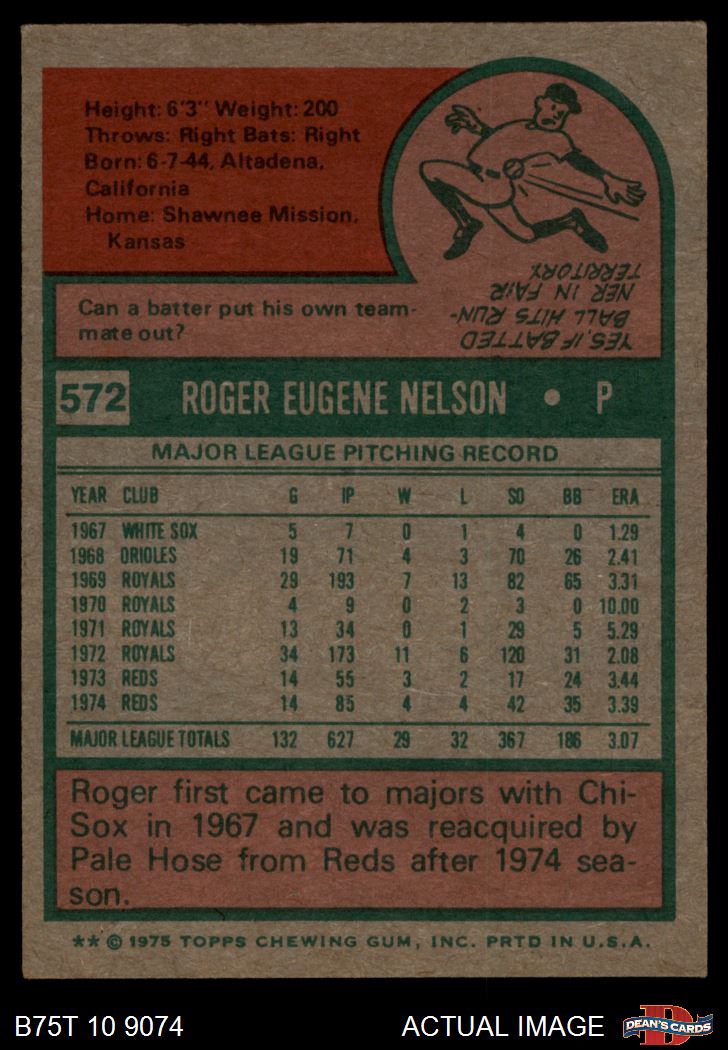 Height: 6'3" Weight: 200
Throws: Right Bats: Right
Born: 6-7-44, Altadena,
California
Home: Shawnee Mission,
Kansas
Can a batter put his own team-
mate out?
YES, IF BATTED
BALL HITS RUN-
NER IN FAIR
TERRITORY.
572 ROGER EUGENE NELSON • P
MAJOR LEAGUE PITCHING RECORD
YEAR CLUB G IP W L SO BB ERA
1967 WHITE SOX 5 7 0 1 4 0 1.29
1968 ORIOLES 19 71 4 3 70 26 2.41
1969 ROYALS 29 193 7 13 82 65 3.31
1970 ROYALS 4 9 0 2 3 0 10.00
1971 ROYALS 13 34 0 1 29 5 5.29
1972 ROYALS 34 173 11 6 120 31 2.08
1973 REDS 14 55 3 2 17 24 3.44
1974 REDS 14 85 4 4 42 35 3.39
MAJOR LEAGUE TOTALS 132 627 29 32 367 186 3.07
Roger first came to majors with Chi-
Sox in 1967 and was reacquired by
Pale Hose from Reds after 1974 sea-
son.
** © 1975 TOPPS CHEWING GUM, INC. PRTD IN U.S.A.
B75T 10 9074 ACTUAL IMAGE
D
DEAN'S CARDS